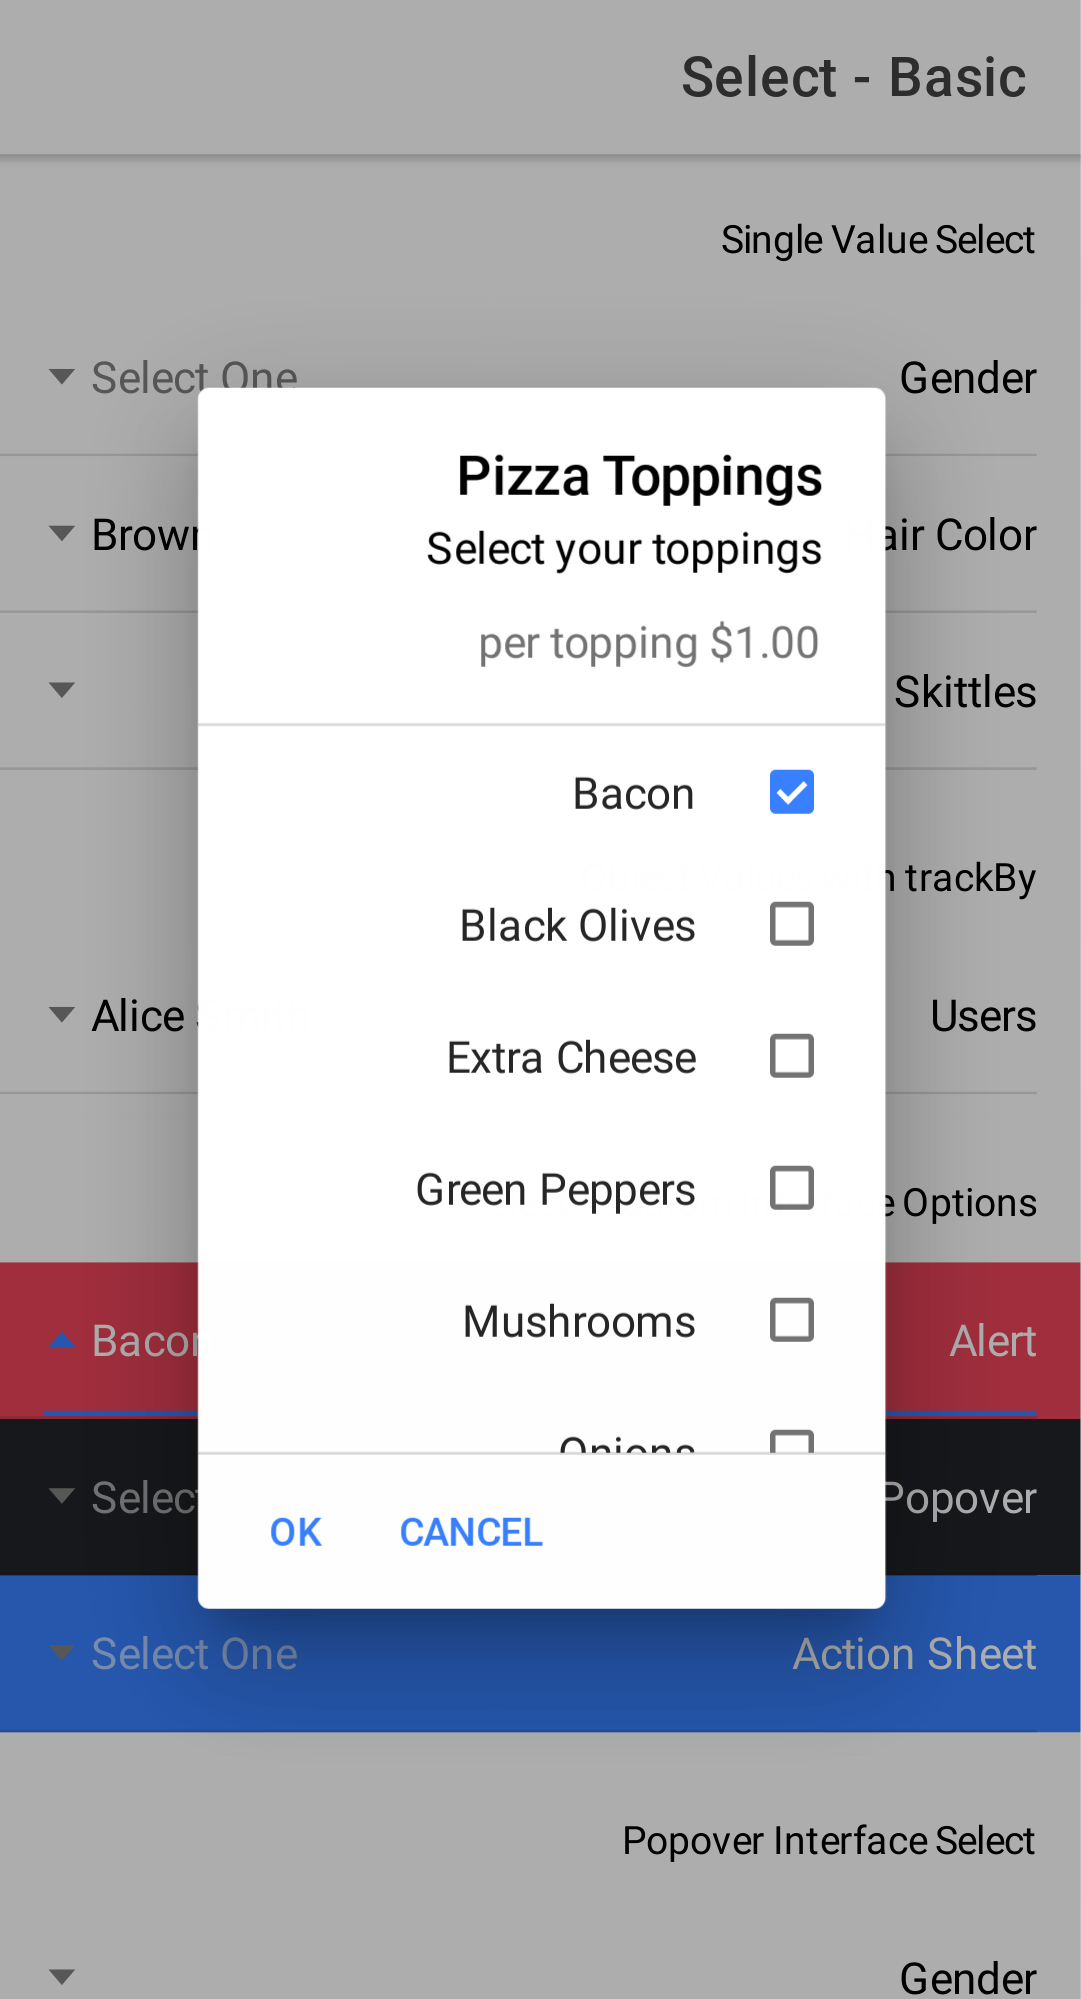 Select - Basic
Single Value Select
Select One
Gender
Brown
Hair Color
Skittles
trackBy
Alice
Users
Options
Bacon
Alert
Select
Popover
Select One
Action Sheet
Popover Interface Select
Gender
Pizza Toppings
Select your toppings
per topping $1.00
Bacon
Black Olives
Extra Cheese
Green Peppers
Mushrooms
Onions
OK CANCEL